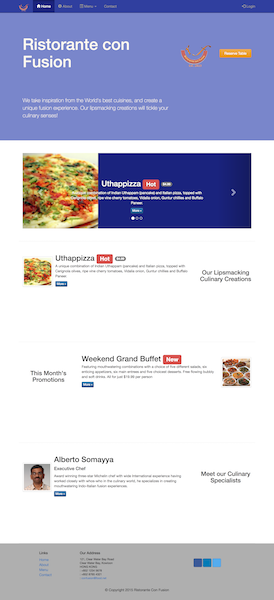 Home
About
Menu
Contact
Login
Ristorante con
Fusion
We take inspiration from the World's best cuisines, and create a
unique fusion experience. Our lipsmacking creations will tickle your
culinary senses!
Reserve Table
Uthappizza Hot
A unique combination of Indian Uthappam (pancake) and Italian pizza, topped with
Cerignola olives, ripe vine cherry tomatoes, Vidalia onion, Guntur chillies and Buffalo
Paneer
More »
Uthappizza Hot
A unique combination of Indian Uthappam (pancake) and Italian pizza, topped with
Cerignola olives, ripe vine cherry tomatoes, Vidalia onion, Guntur chillies and Buffalo
Paneer
More »
Our Lipsmacking
Culinary Creations
This Month's
Promotions
Weekend Grand Buffet New
Featuring mouthwatering combinations with a choice of five different salads, six
enticing appetizers, six main entrees and five choicest desserts. Free flowing bubbly
and soft drinks. All for just $19.99 per person
More »
Alberto Somayya
Executive Chef
Award winning three-star Michelin chef with wide International experience having
worked closely with whos-who in the culinary world, he specializes in creating
mouthwatering Indo-Italian fusion experiences.
More »
Meet our Culinary
Specialists
Links
Home
About
Menu
Contact
Our Address
121, Clear Water Bay Road
Clear Water Bay, Kowloon
HONG KONG
© Copyright 2015 Ristorante Con Fusion